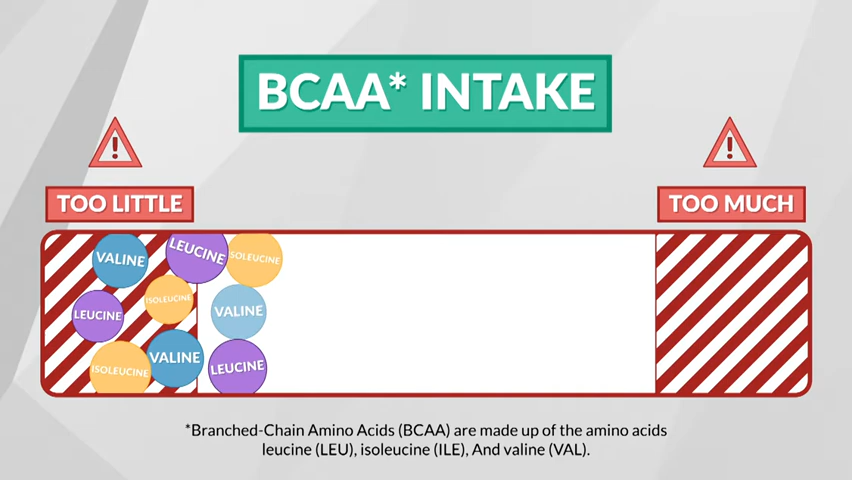 BCAA* INTAKE
!
!
TOO LITTLE
TOO MUCH
VALINE
LEUCINE
ISOLEUCINE
LEUCINE
ISOLEUCINE
VALINE
ISOLEUCINE
VALINE
LEUCINE
*Branched-Chain Amino Acids (BCAA) are made up of the amino acids
leucine (LEU), isoleucine (ILE), And valine (VAL).